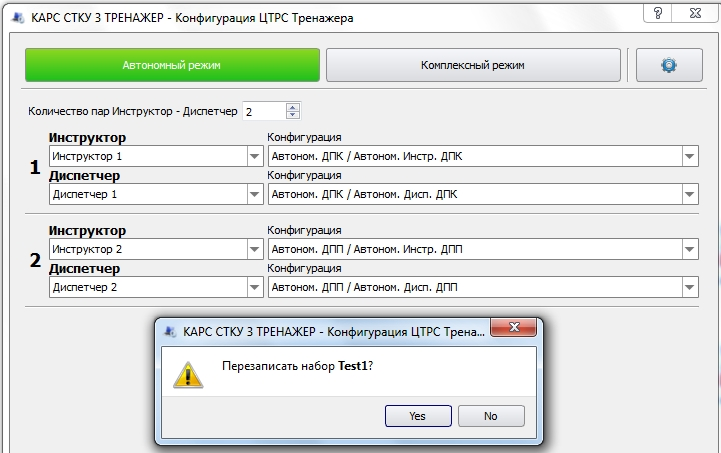 КАРС СТКУ 3 ТРЕНАЖЕР - Конфигурация ЦТРС Тренажера
Автономный режим
Комплексный режим
Количество пар Инструктор - Диспетчер 2
Инструктор Конфигурация
1
Инструктор 1 Автоном. ДПК / Автоном. Инстр. ДПК
Диспетчер Конфигурация
Диспетчер 1 Автоном. ДПК / Автоном. Дисп. ДПК
Инструктор Конфигурация
2
Инструктор 2 Автоном. ДПП / Автоном. Инстр. ДПП
Диспетчер Конфигурация
Диспетчер 2 Автоном. ДПП / Автоном. Дисп. ДПП
КАРС СТКУ 3 ТРЕНАЖЕР - Конфигурация ЦТРС Трена...
Перезаписать набор Test1?
Yes No